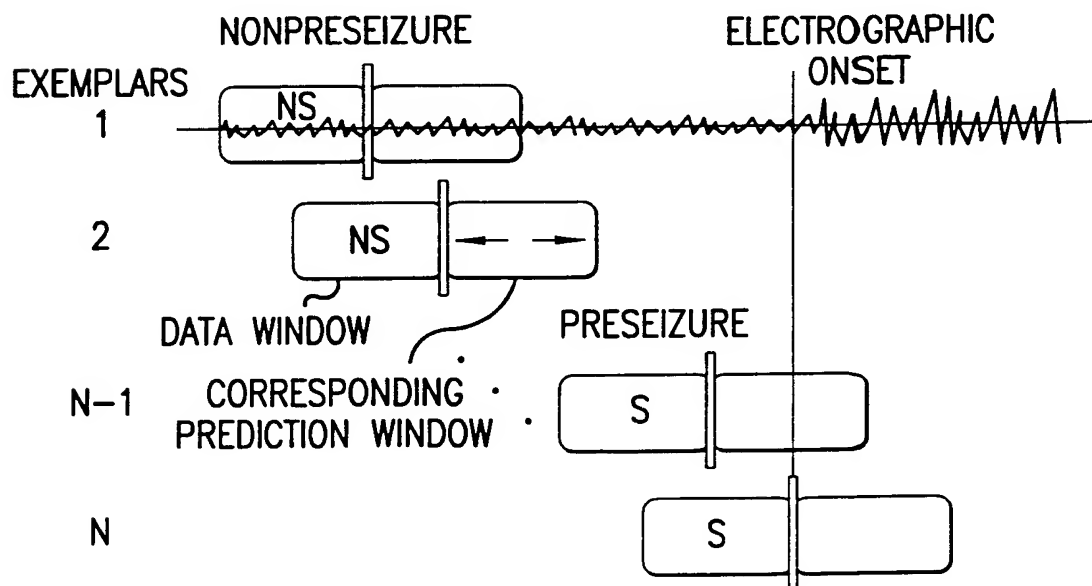 NONPRESEIZURE
ELECTROGRAPHIC
ONSET
EXEMPLARS
1
NS
2
NS
DATA WINDOW
PRESEIZURE
N-1
CORRESPONDING
PREDICTION WINDOW
S
N
S